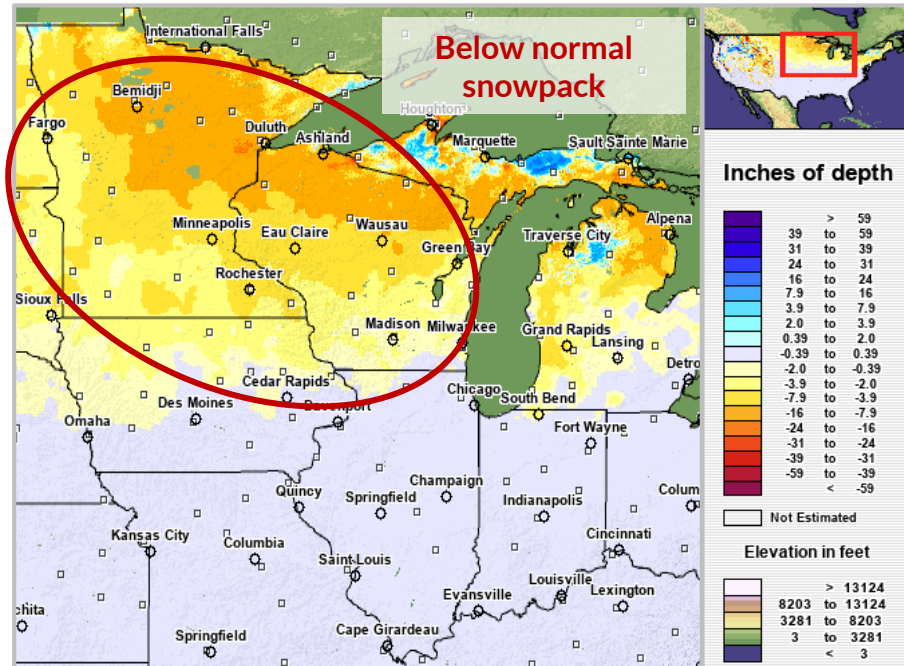 Below normal
snowpack
International Falls
Bemidji
Fargo
Duluth
Ashland
Houghton
Marquette
Sault Sainte Marie
Minneapolis
Eau Claire
Wausau
Green Bay
Traverse City
Alpena
Rochester
Sioux Falls
Madison
Milwaukee
Grand Rapids
Lansing
Detro
Cedar Rapids
Chicago
South Bend
Des Moines
Davenport
Omaha
Fort Wayne
Quincy
Springfield
Champaign
Indianapolis
Colum
Kansas City
Columbia
Cincinnati
Saint Louis
Evansville
Louisville
Lexington
chita
Springfield
Cape Girardeau
Inches of depth
> 59
39 to 59
31 to 39
24 to 31
16 to 24
7.9 to 16
3.9 to 7.9
2.0 to 3.9
0.39 to 2.0
-0.39 to 0.39
-2.0 to -0.39
-3.9 to -2.0
-7.9 to -3.9
-16 to -7.9
-24 to -16
-31 to -24
-39 to -31
-59 to -39
< -59
Not Estimated
Elevation in feet
> 13124
8203 to 13124
3281 to 8203
3 to 3281
< 3